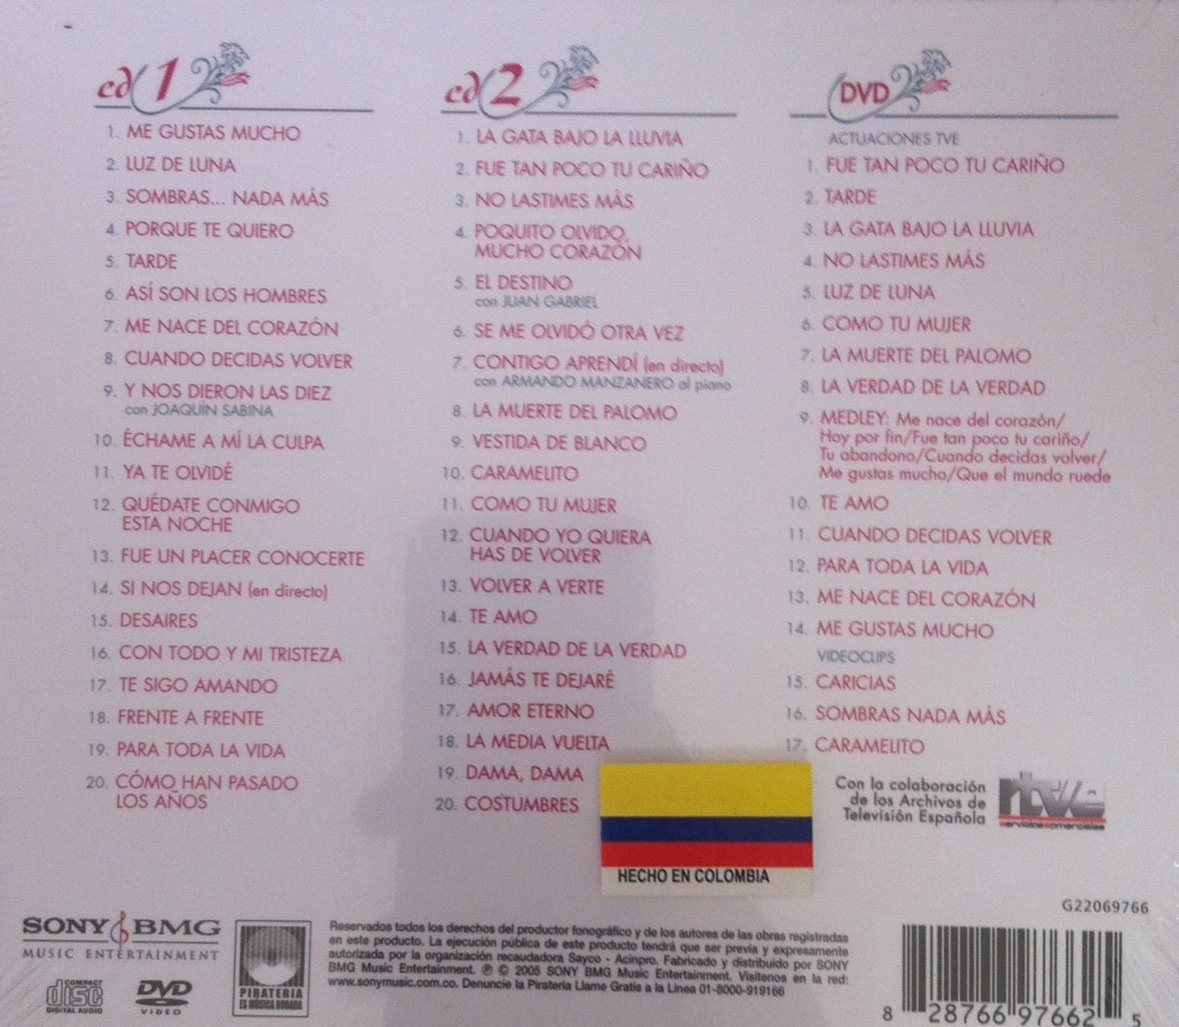 cd 1
1. ME GUSTAS MUCHO
2. LUZ DE LUNA
3. SOMBRAS... NADA MÁS
4. PORQUE TE QUIERO
5. TARDE
6. ASÍ SON LOS HOMBRES
7. ME NACE DEL CORAZÓN
8. CUANDO DECIDAS VOLVER
9. Y NOS DIERON LAS DIEZ
con JOAQUÍN SABINA
10. ÉCHAME A MÍ LA CULPA
11. YA TE OLVIDÉ
12. QUÉDATE CONMIGO
ESTA NOCHE
13. FUE UN PLACER CONOCERTE
14. SI NOS DEJAN (en directo)
15. DESAIRES
16. CON TODO Y MI TRISTEZA
17. TE SIGO AMANDO
18. FRENTE A FRENTE
19. PARA TODA LA VIDA
20. CÓMO HAN PASADO
LOS AÑOS
cd 2
1. LA GATA BAJO LA LLUVIA
2. FUE TAN POCO TU CARIÑO
3. NO LASTIMES MÁS
4. POQUITO OLVIDO,
MUCHO CORAZÓN
5. EL DESTINO
con JUAN GABRIEL
6. SE ME OLVIDÓ OTRA VEZ
7. CONTIGO APRENDÍ (en directo)
con ARMANDO MANZANERO al piano
8. LA MUERTE DEL PALOMO
9. VESTIDA DE BLANCO
10. CARAMELITO
11. COMO TU MUJER
12. CUANDO YO QUIERA
HAS DE VOLVER
13. VOLVER A VERTE
14. TE AMO
15. LA VERDAD DE LA VERDAD
16. JAMÁS TE DEJARÉ
17. AMOR ETERNO
18. LA MEDIA VUELTA
19. DAMA, DAMA
20. COSTUMBRES
DVD
ACTUACIONES TVE
1. FUE TAN POCO TU CARIÑO
2. TARDE
3. LA GATA BAJO LA LLUVIA
4. NO LASTIMES MÁS
5. LUZ DE LUNA
6. COMO TU MUJER
7. LA MUERTE DEL PALOMO
8. LA VERDAD DE LA VERDAD
9. MEDLEY: Me nace del corazón/
Hoy por fin/Fue tan poco tu cariño/
Tu abandono/Cuando decidas volver/
Me gustas mucho/Que el mundo ruede
10. TE AMO
11. CUANDO DECIDAS VOLVER
12. PARA TODA LA VIDA
13. ME NACE DEL CORAZÓN
14. ME GUSTAS MUCHO
VIDEOCLIPS
15. CARICIAS
16. SOMBRAS NADA MÁS
17. CARAMELITO
Con la colaboración
de los Archivos de
Televisión Española
rtve
servicioscomerciales
HECHO EN COLOMBIA
G22069766
SONY BMG
MUSIC ENTERTAINMENT
COMPACT
disc
DIGITAL AUDIO
DVD
VIDEO
PIRATERIA
ES MUSICA ROBADA
Reservados todos los derechos del productor fonográfico y de los autores de las obras registradas
en este producto. La ejecución pública de este producto tendrá que ser previa y expresamente
autorizada por la organización recaudadora Sayco - Acinpro. Fabricado y distribuido por SONY
BMG Music Entertainment. ℗ © 2005 SONY BMG Music Entertainment. Visítenos en la red:
www.sonymusic.com.co. Denuncie la Piratería Llame Gratis a la Línea 01-8000-919166
8 28766 97662 5